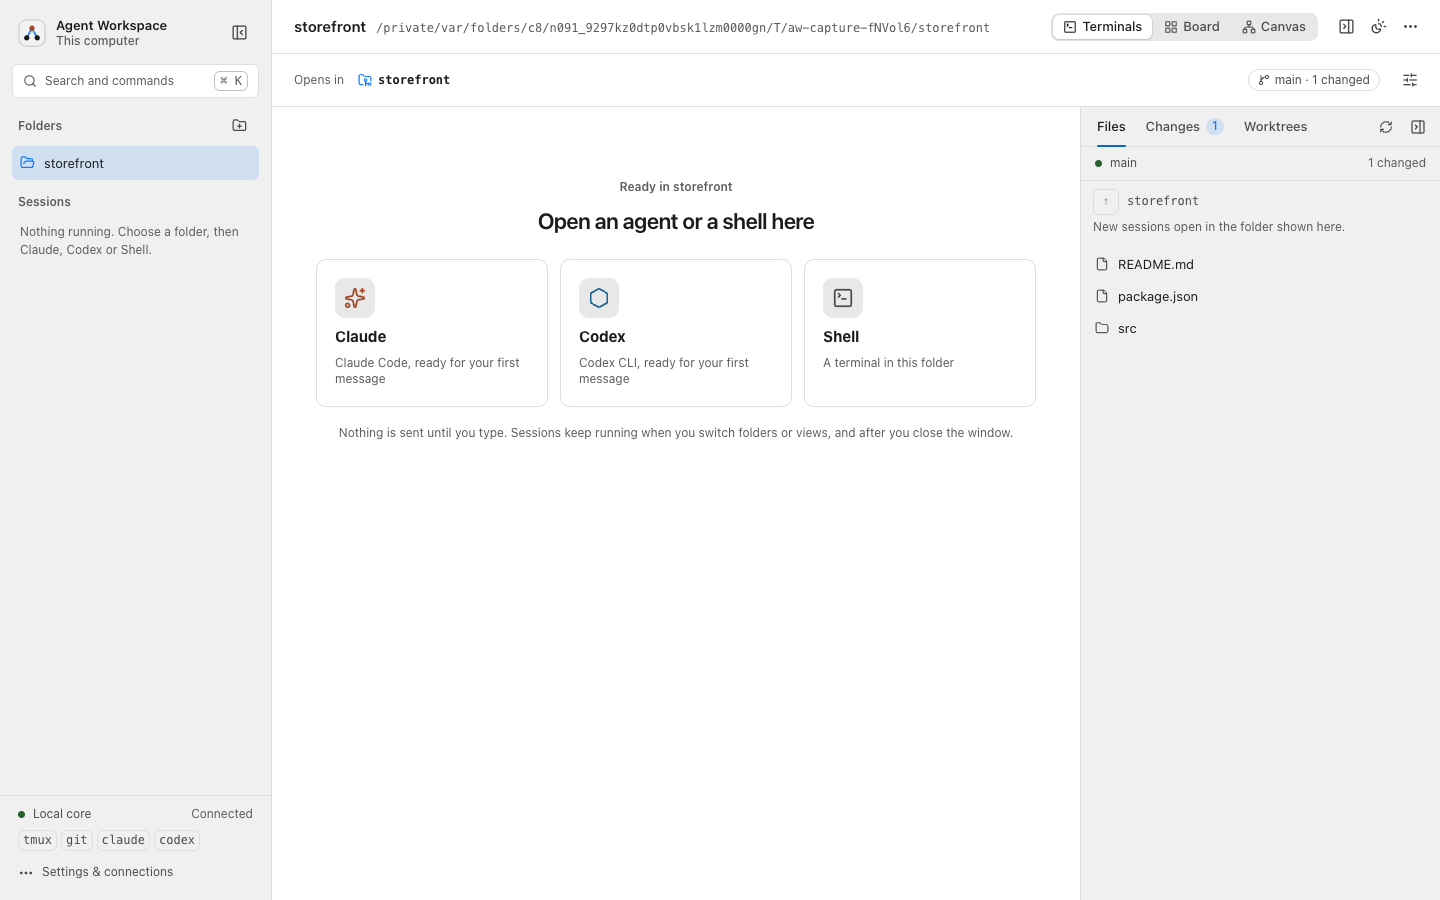 Agent Workspace
This computer
Search and commands
⌘ K
Folders
storefront
Sessions
Nothing running. Choose a folder, then
Claude, Codex or Shell.
Local core
Connected
tmux git claude codex
Settings & connections
storefront /private/var/folders/c8/n091_9297kz0dtp0vbsk1lzm0000gn/T/aw-capture-fNVol6/storefront
Terminals Board Canvas
Opens in storefront
main · 1 changed
Ready in storefront
Open an agent or a shell here
Claude
Claude Code, ready for your first
message
Codex
Codex CLI, ready for your first
message
Shell
A terminal in this folder
Nothing is sent until you type. Sessions keep running when you switch folders or views, and after you close the window.
Files Changes 1 Worktrees
main 1 changed
↑ storefront
New sessions open in the folder shown here.
README.md
package.json
src